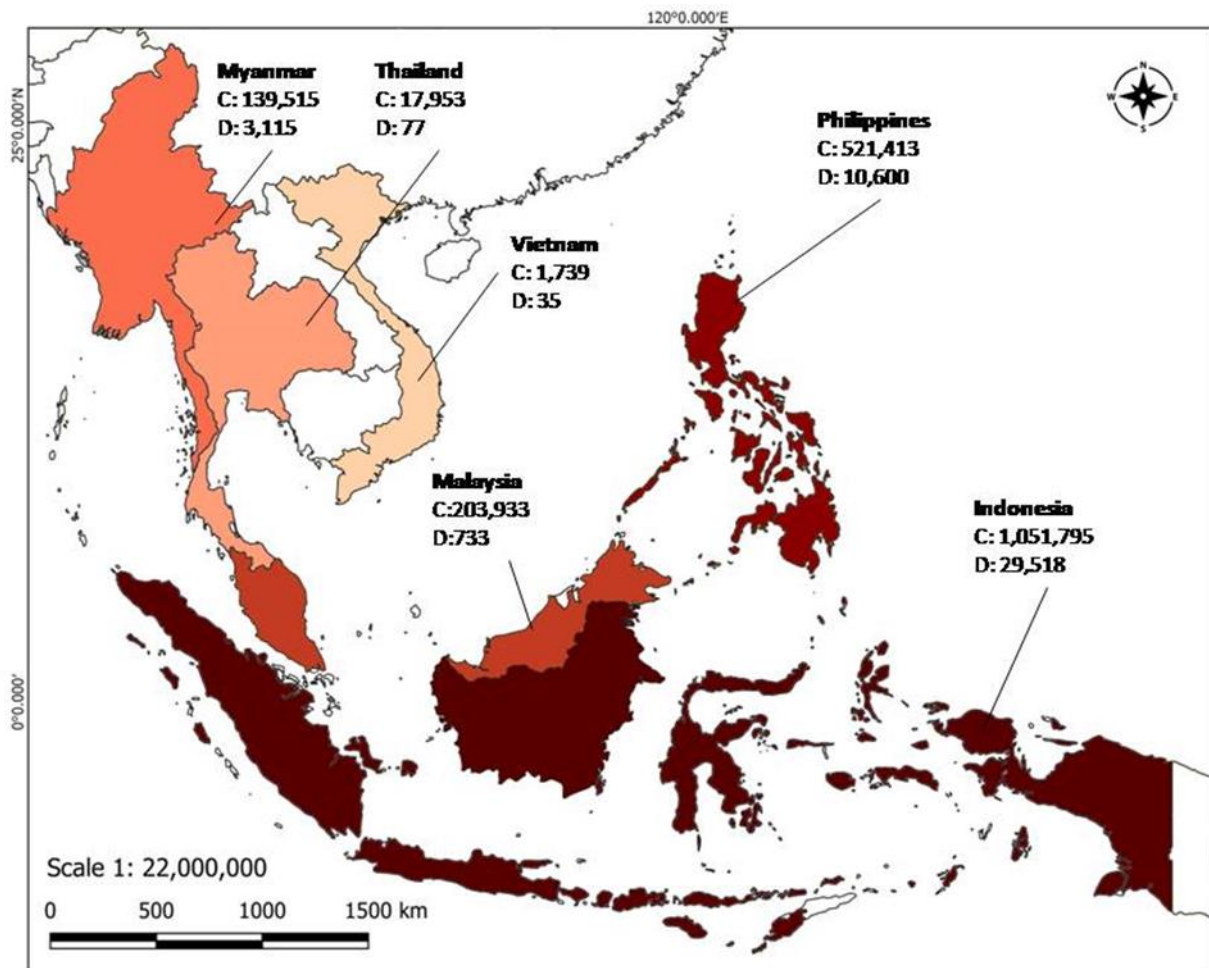 120°0.000'E
N
W
E
S
25°0.000'N
0°0.000'
Myanmar
C: 139,515
D: 3,115
Thailand
C: 17,953
D: 77
Philippines
C: 521,413
D: 10,600
Vietnam
C: 1,739
D: 35
Malaysia
C:203,933
D:733
Indonesia
C: 1,051,795
D: 29,518
Scale 1: 22,000,000
0 500 1000 1500 km